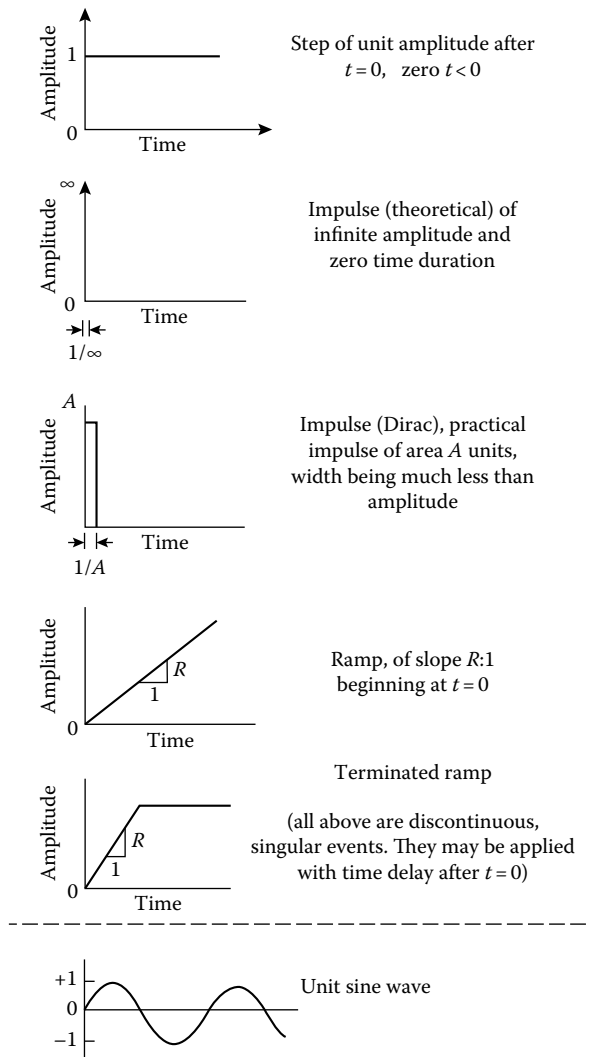 Amplitude
1
0
Time
Step of unit amplitude after
t = 0, zero t < 0
∞
Amplitude
0
Time
1/∞
Impulse (theoretical) of
infinite amplitude and
zero time duration
A
Amplitude
Time
1/A
Impulse (Dirac), practical
impulse of area A units,
width being much less than
amplitude
Amplitude
R
1
0
Time
Ramp, of slope R:1
beginning at t = 0
Amplitude
R
1
0
Time
Terminated ramp
(all above are discontinuous,
singular events. They may be applied
with time delay after t = 0)
+1
0
−1
Unit sine wave